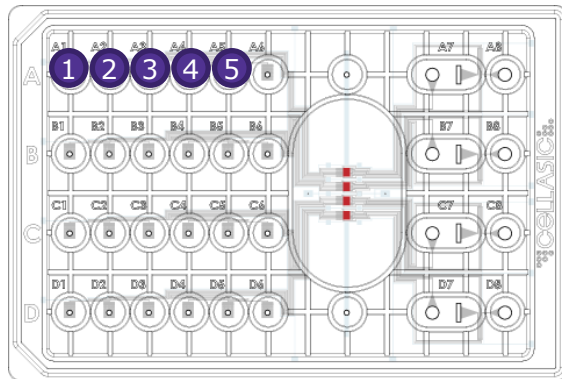 A1 A2 A3 A4 A5 A6 A7 A8
1 2 3 4 5
A
B1 B2 B3 B4 B5 B6 B7 B8
B
C1 C2 C3 C4 C5 C6 C7 C8
C
D1 D2 D3 D4 D5 D6 D7 D8
D
CELLASIC